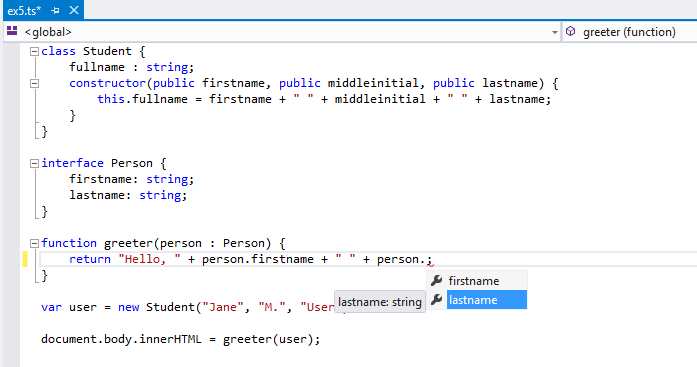 ex5.ts*
<global> greeter (function)
class Student {
fullname : string;
constructor(public firstname, public middleinitial, public lastname) {
this.fullname = firstname + " " + middleinitial + " " + lastname;
}
}
interface Person {
firstname: string;
lastname: string;
}
function greeter(person : Person) {
return "Hello, " + person.firstname + " " + person.;
}
firstname
lastname
lastname: string
var user = new Student("Jane", "M.", "User
document.body.innerHTML = greeter(user);